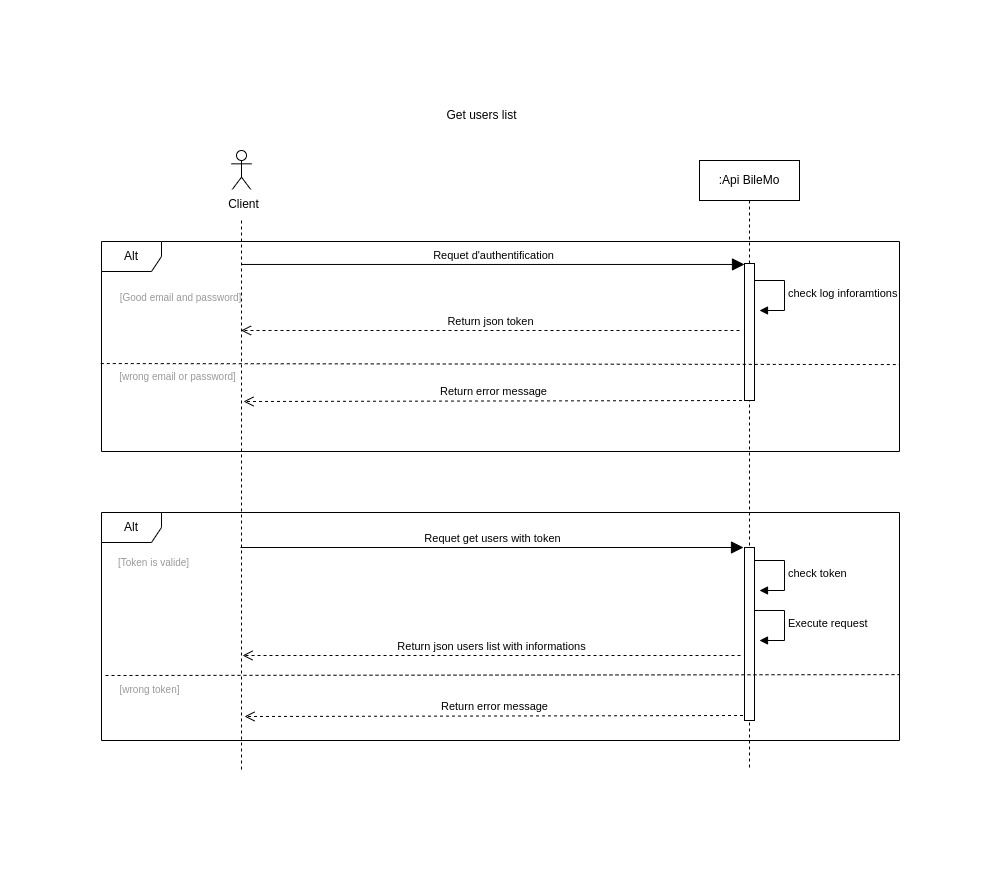 Get users list
Client
:Api BileMo
Alt
Requet d'authentification
[Good email and password]
check log inforamtions
Return json token
[wrong email or password]
Return error message
Alt
Requet get users with token
[Token is valide]
check token
Execute request
Return json users list with informations
[wrong token]
Return error message